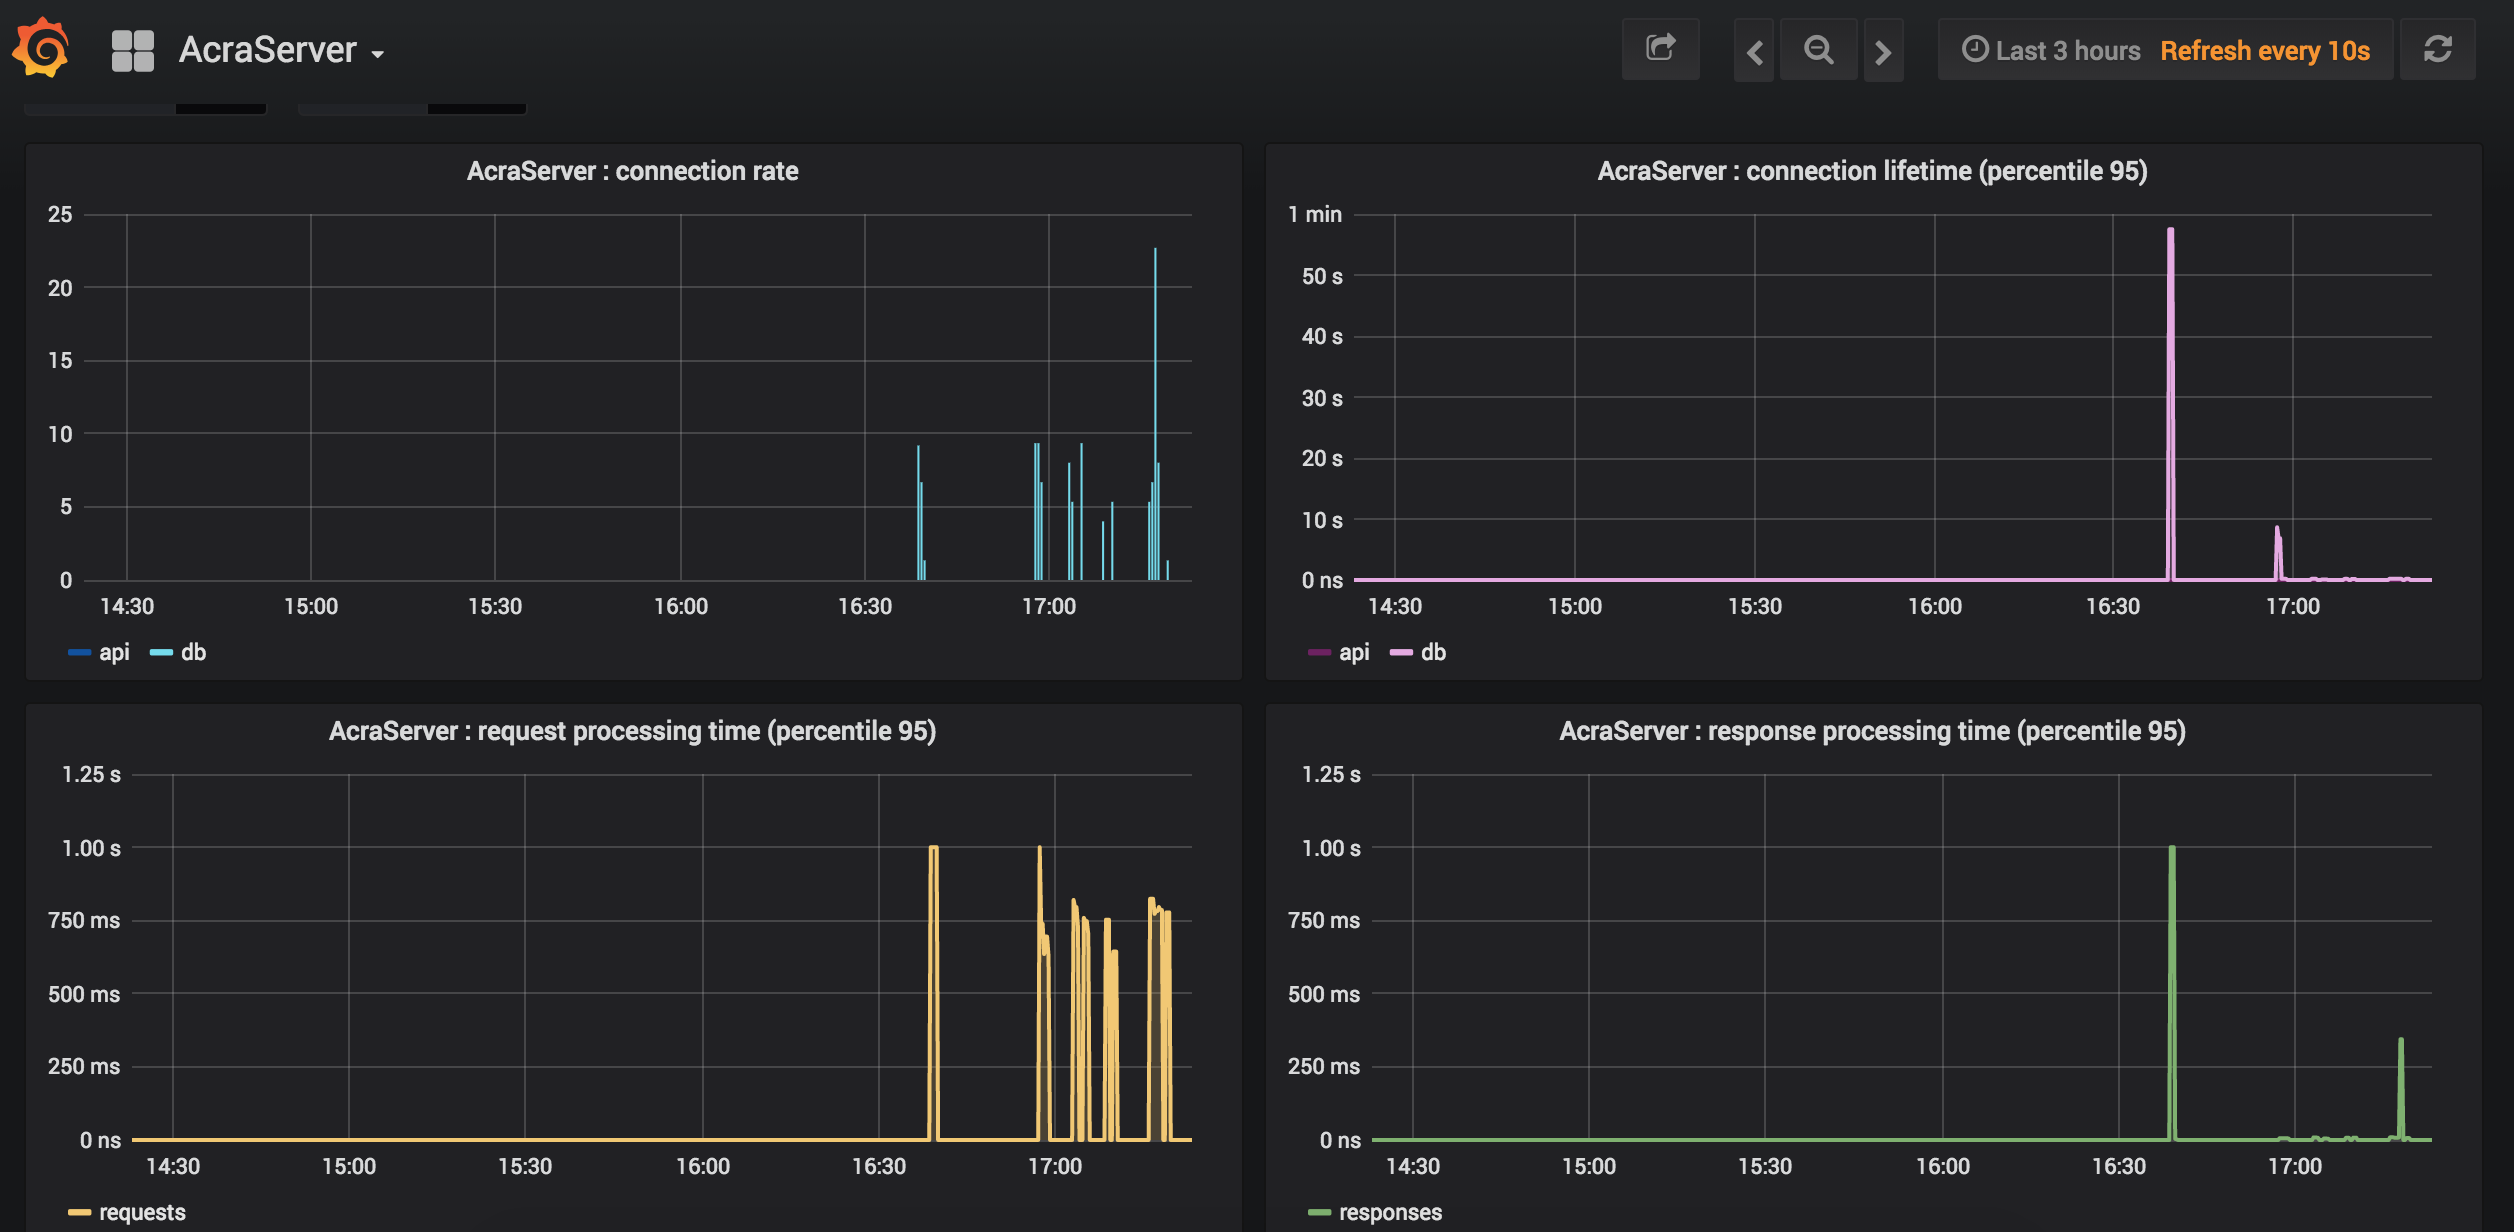 AcraServer
Last 3 hours Refresh every 10s
AcraServer : connection rate
25
20
15
10
5
0
14:30 15:00 15:30 16:00 16:30 17:00
api db
AcraServer : connection lifetime (percentile 95)
1 min
50 s
40 s
30 s
20 s
10 s
0 ns
14:30 15:00 15:30 16:00 16:30 17:00
api db
AcraServer : request processing time (percentile 95)
1.25 s
1.00 s
750 ms
500 ms
250 ms
0 ns
14:30 15:00 15:30 16:00 16:30 17:00
requests
AcraServer : response processing time (percentile 95)
1.25 s
1.00 s
750 ms
500 ms
250 ms
0 ns
14:30 15:00 15:30 16:00 16:30 17:00
responses